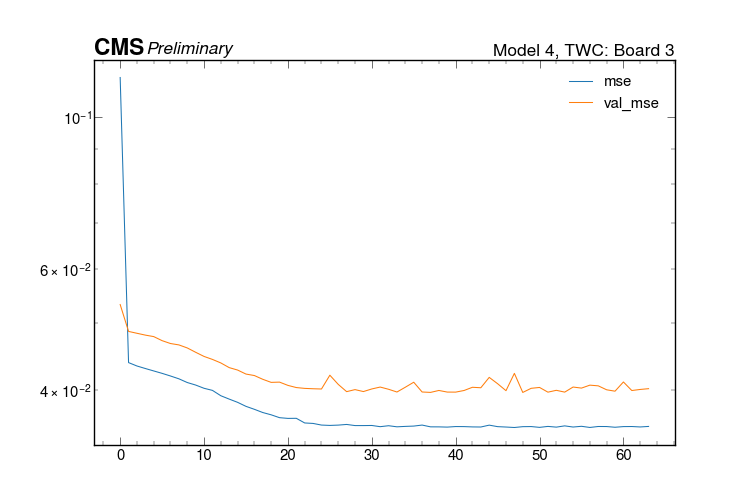 CMS Preliminary
Model 4, TWC: Board 3
mse
val_mse
10⁻¹
6 × 10⁻²
4 × 10⁻²
0 10 20 30 40 50 60